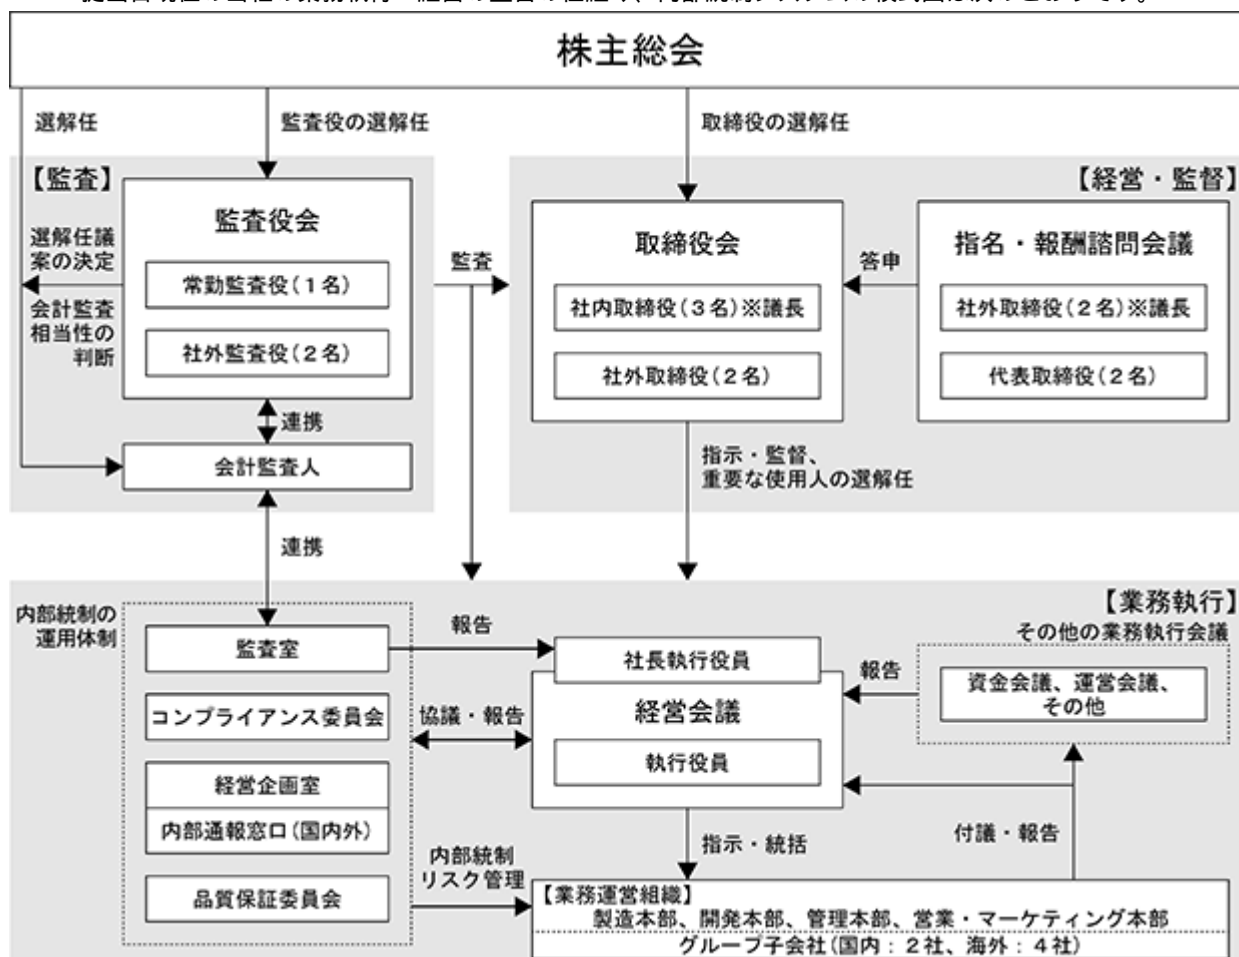 株主総会
選解任
監査役の選解任
取締役の選解任
【監査】
監査役会
常勤監査役(1名)
社外監査役(2名)
選解任議
案の決定
会計監査
相当性の
判断
連携
会計監査人
連携
監査
【経営・監督】
取締役会
社内取締役(3名)※議長
社外取締役(2名)
答申
指名・報酬諮問会議
社外取締役(2名)※議長
代表取締役(2名)
指示・監督、
重要な使用人の選解任
【業務執行】
内部統制の
運用体制
監査室
コンプライアンス委員会
経営企画室
内部通報窓口(国内外)
品質保証委員会
報告
協議・報告
内部統制
リスク管理
社長執行役員
経営会議
執行役員
報告
その他の業務執行会議
資金会議、運営会議、
その他
指示・統括
付議・報告
【業務運営組織】
製造本部、開発本部、管理本部、営業・マーケティング本部
グループ子会社(国内：2社、海外：4社)